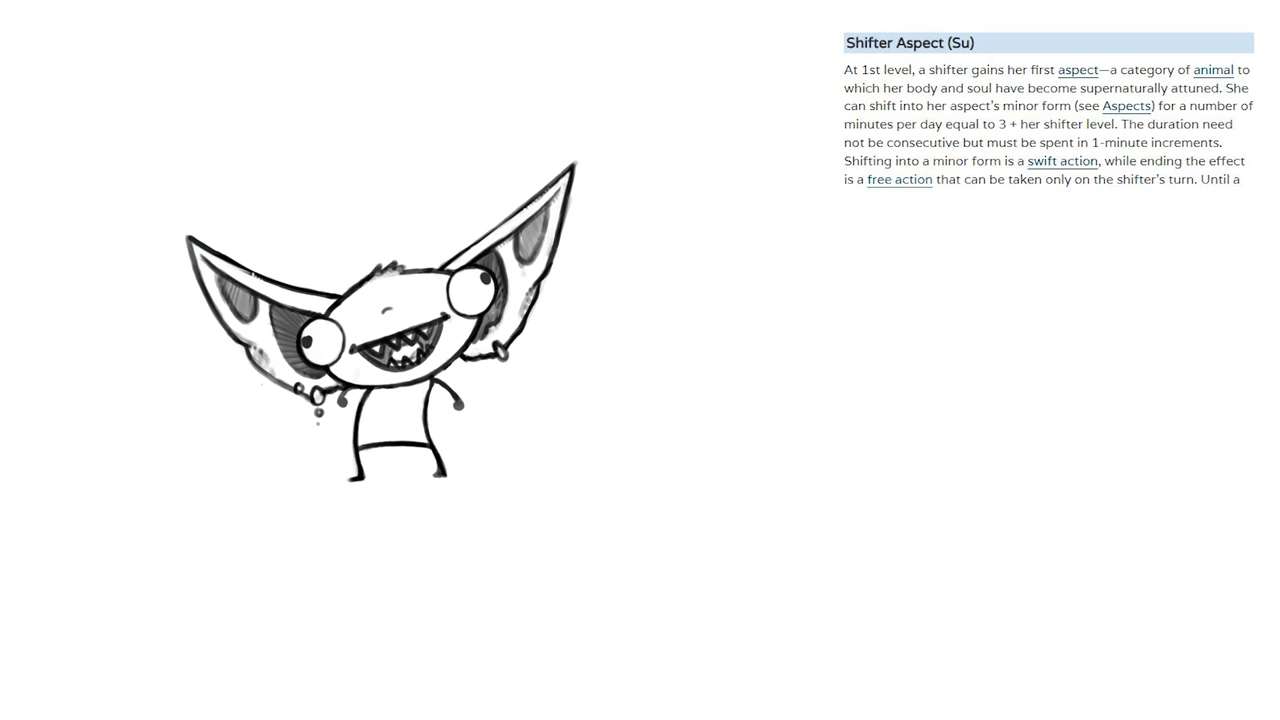 Shifter Aspect (Su)
At 1st level, a shifter gains her first aspect—a category of animal to
which her body and soul have become supernaturally attuned. She
can shift into her aspect's minor form (see Aspects) for a number of
minutes per day equal to 3 + her shifter level. The duration need
not be consecutive but must be spent in 1-minute increments.
Shifting into a minor form is a swift action, while ending the effect
is a free action that can be taken only on the shifter's turn. Until a